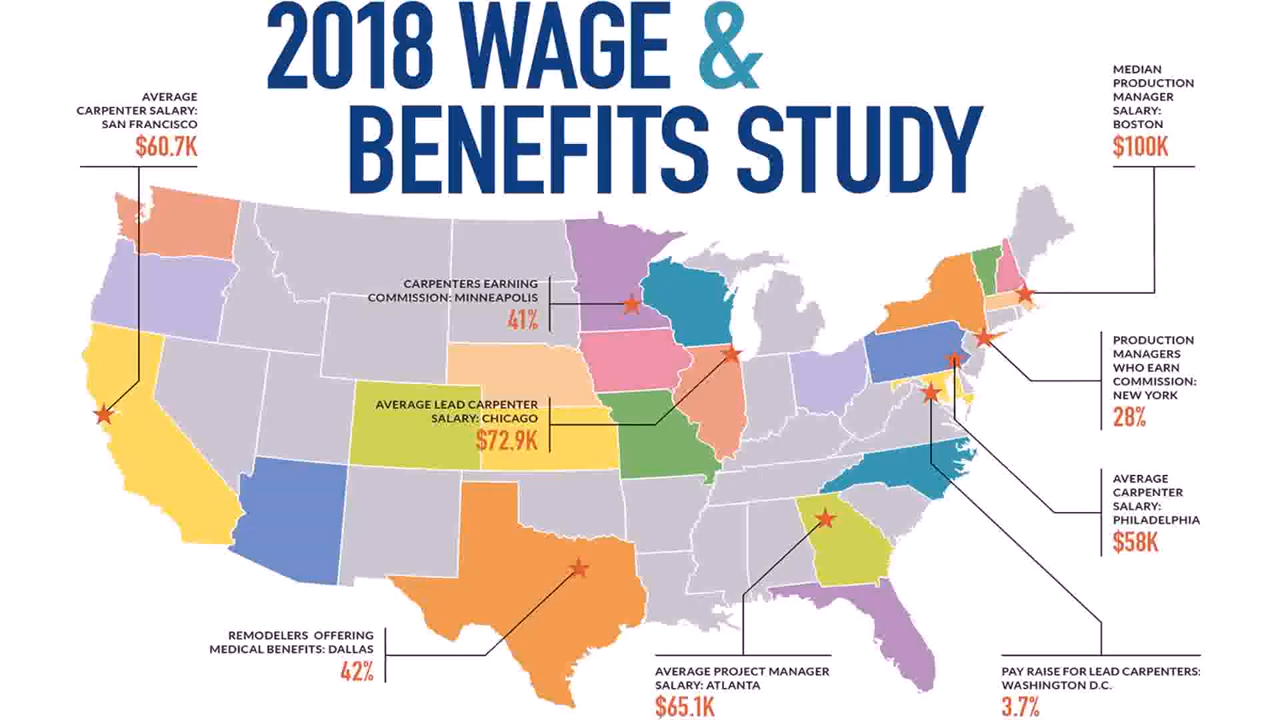 2018 WAGE &
BENEFITS STUDY
AVERAGE
CARPENTER SALARY:
SAN FRANCISCO
$60.7K
MEDIAN
PRODUCTION
MANAGER
SALARY:
BOSTON
$100K
CARPENTERS EARNING
COMMISSION: MINNEAPOLIS
41%
PRODUCTION
MANAGERS
WHO EARN
COMMISSION:
NEW YORK
28%
AVERAGE LEAD CARPENTER
SALARY: CHICAGO
$72.9K
AVERAGE
CARPENTER
SALARY:
PHILADELPHIA
$58K
REMODELERS OFFERING
MEDICAL BENEFITS: DALLAS
42%
AVERAGE PROJECT MANAGER
SALARY: ATLANTA
$65.1K
PAY RAISE FOR LEAD CARPENTERS:
WASHINGTON D.C.
3.7%